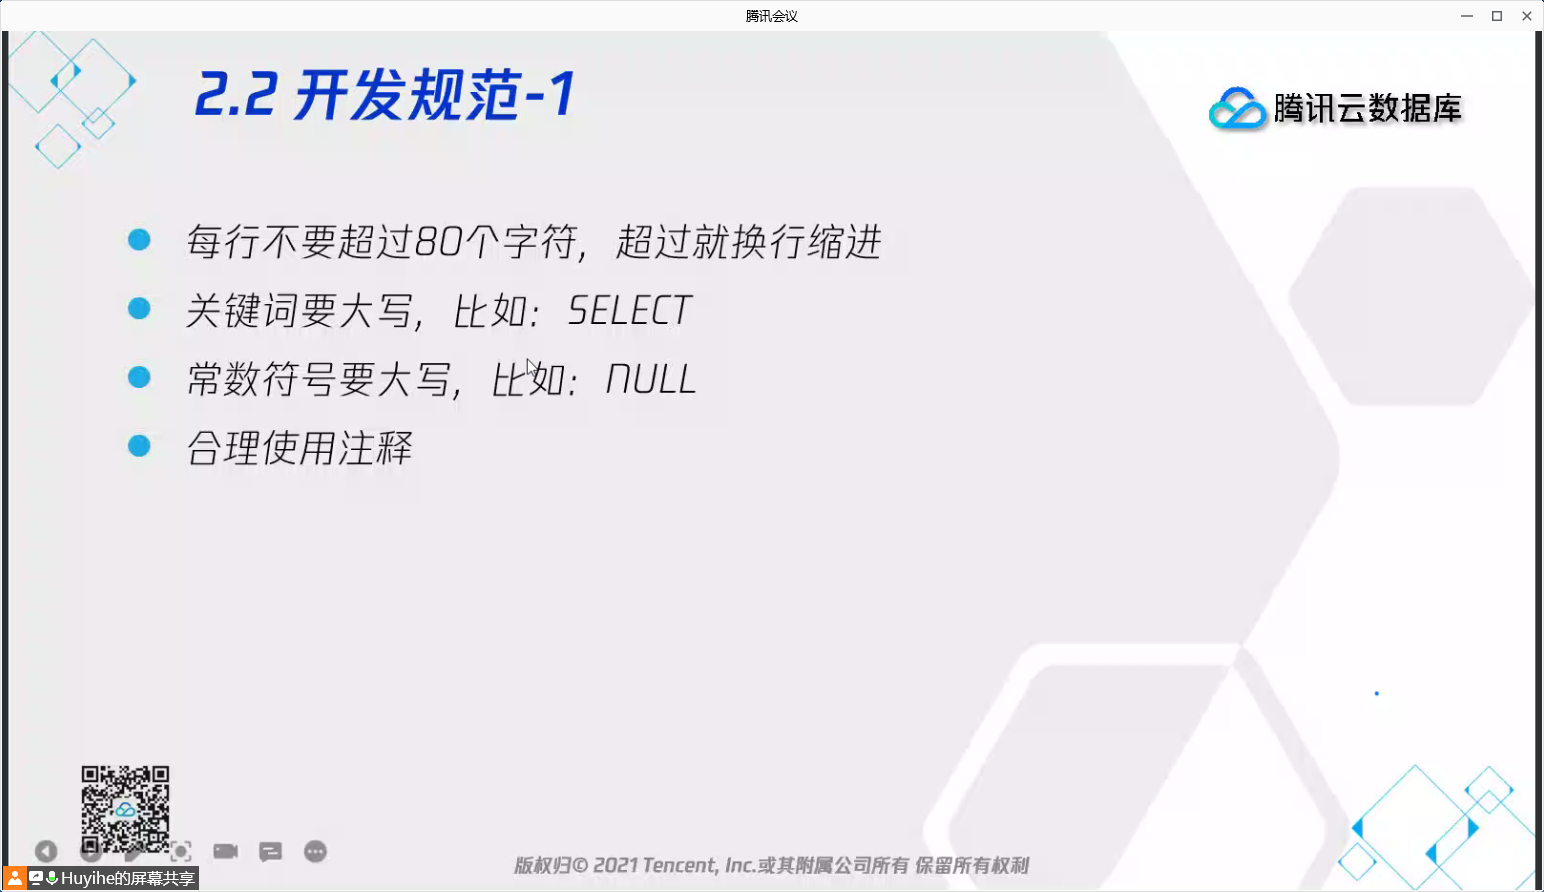 腾讯会议
2.2 开发规范-1
腾讯云数据库
每行不要超过80个字符，超过就换行缩进
关键词要大写，比如：SELECT
常数符号要大写，比如：NULL
合理使用注释
版权归© 2021 Tencent, Inc.或其附属公司所有 保留所有权利
Huyihe的屏幕共享